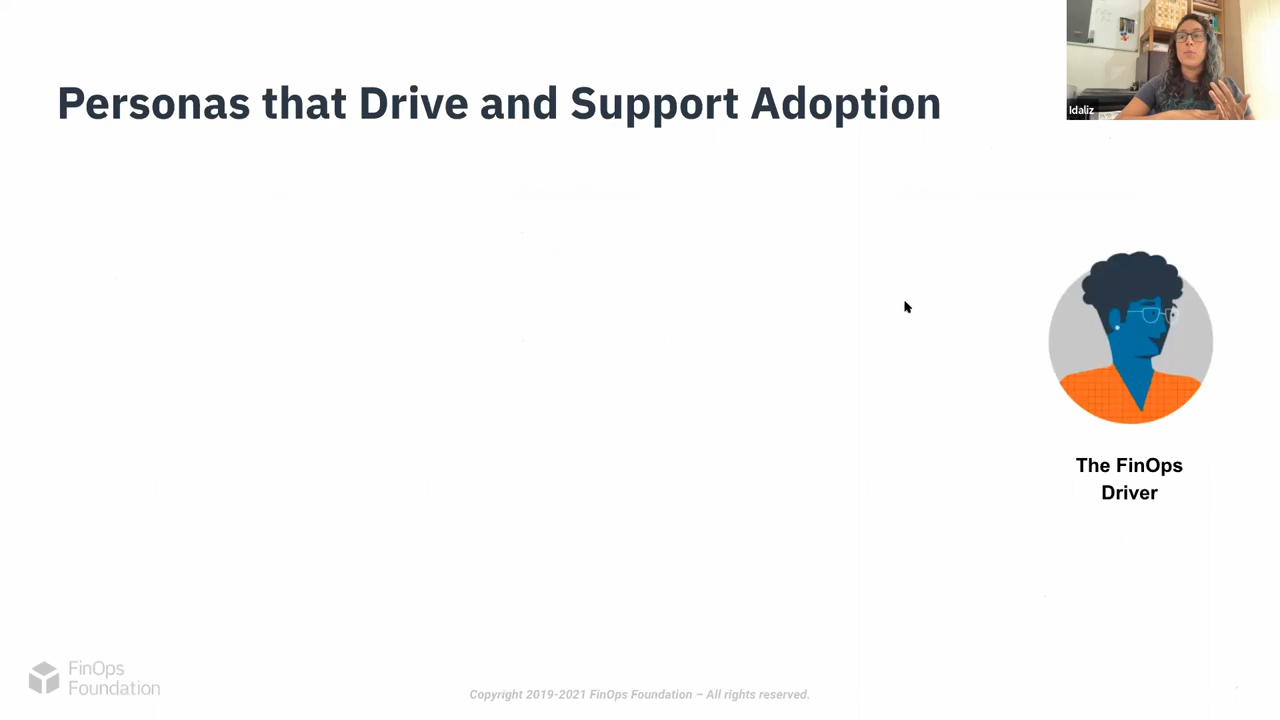 Personas that Drive and Support Adoption
Idaliz
The FinOps
Driver
FinOps
Foundation
Copyright 2019-2021 FinOps Foundation – All rights reserved.